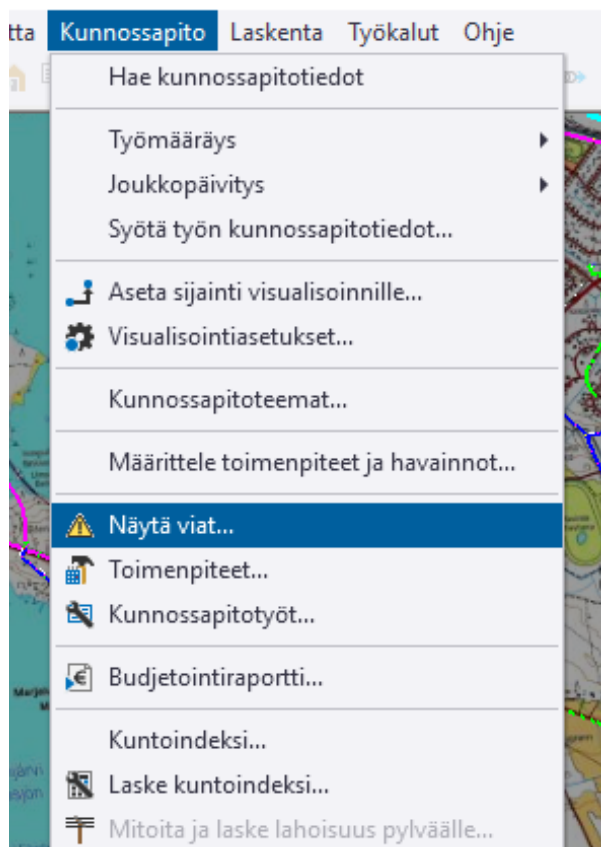 tta Kunnossapito Laskenta Työkalut Ohje
Hae kunnossapitotiedot
Työmääräys
Joukkopäivitys
Syötä työn kunnossapitotiedot...
Aseta sijainti visualisoinnille...
Visualisointiasetukset...
Kunnossapitoteemat...
Määrittele toimenpiteet ja havainnot...
Näytä viat...
Toimenpiteet...
Kunnossapitotyöt...
Budjetointiraportti...
Kuntoindeksi...
Laske kuntoindeksi...
Mitoita ja laske lahoisuus pylväälle...